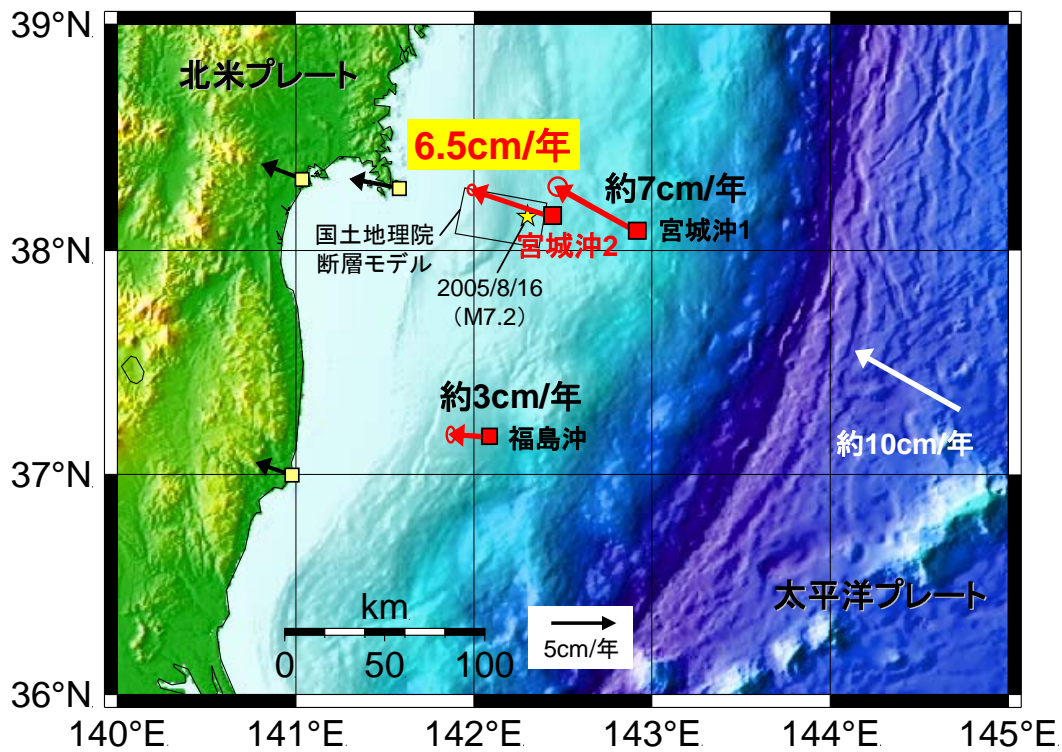 39°N
北米プレート
6.5cm/年
約7cm/年
宮城沖1
宮城沖2
国土地理院
断層モデル
38°N
2005/8/16
（M7.2）
約3cm/年
福島沖
約10cm/年
37°N
太平洋プレート
km
0 50 100
5cm/年
36°N
140°E 141°E 142°E 143°E 144°E 145°E